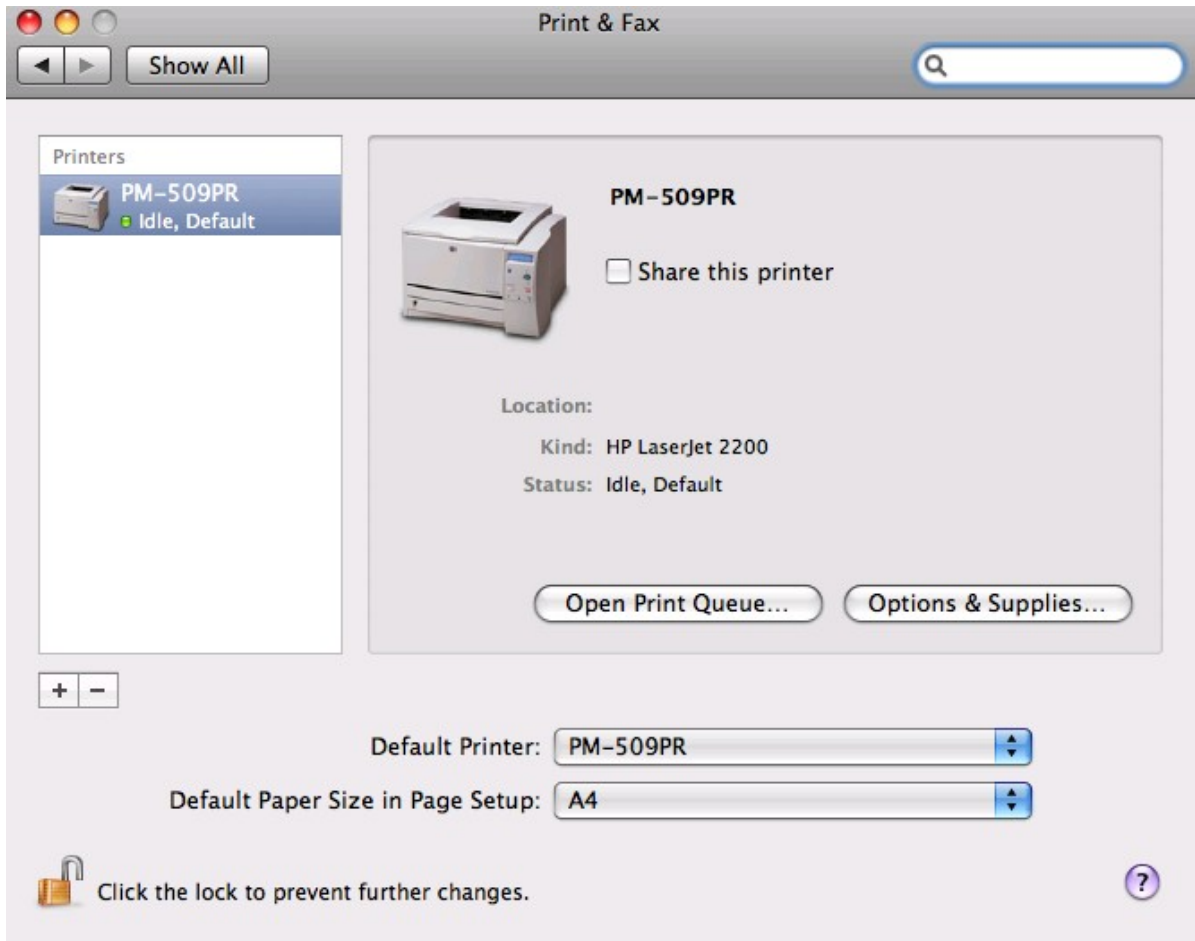 Print & Fax
Show All
Printers
PM-509PR
Idle, Default
PM-509PR
Share this printer
Location:
Kind: HP LaserJet 2200
Status: Idle, Default
Open Print Queue...
Options & Supplies...
+ -
Default Printer: PM-509PR
Default Paper Size in Page Setup: A4
Click the lock to prevent further changes.
?